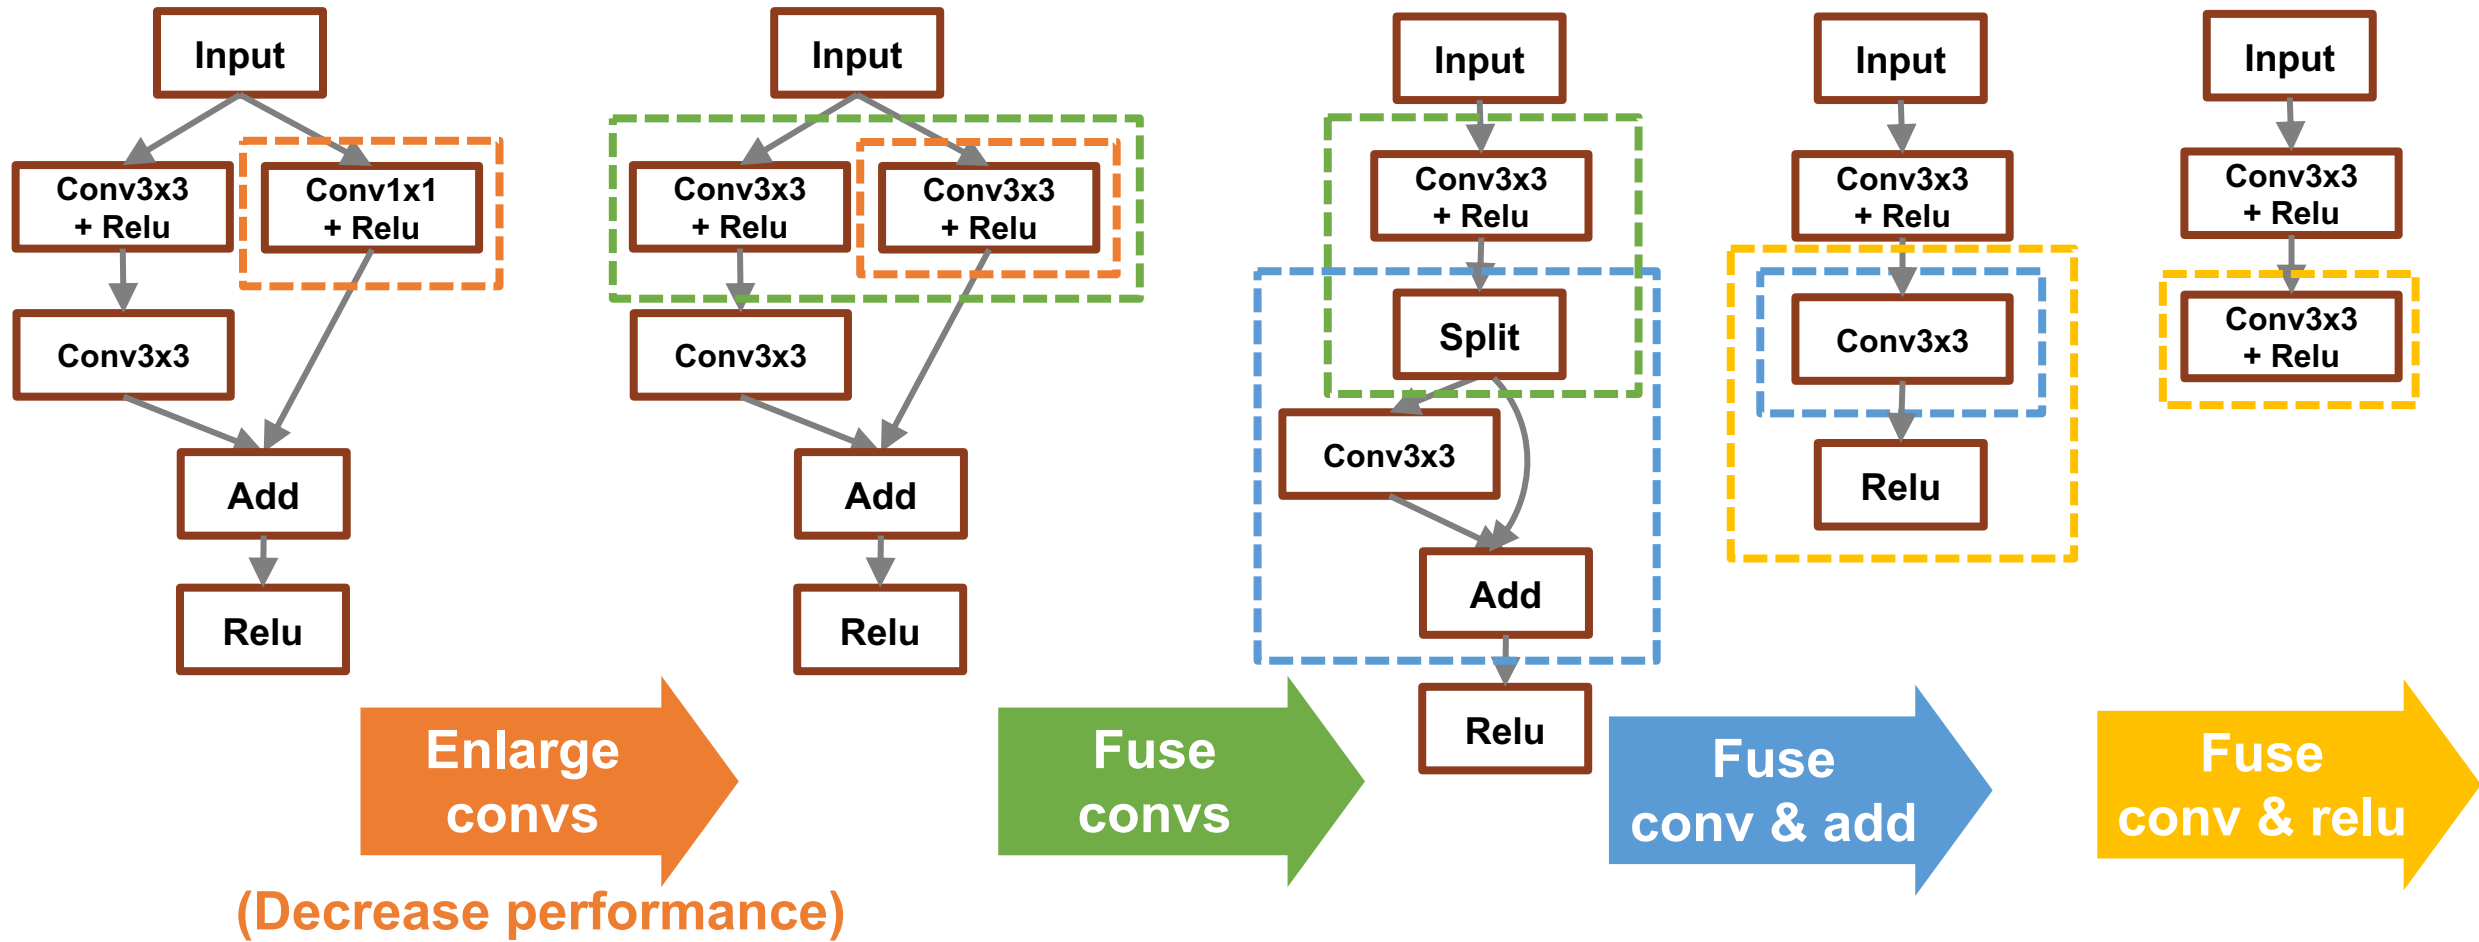 Input
Conv3x3
+ Relu
Conv1x1
+ Relu
Conv3x3
Add
Relu
Input
Conv3x3
+ Relu
Conv3x3
+ Relu
Conv3x3
Add
Relu
Input
Conv3x3
+ Relu
Split
Conv3x3
Add
Relu
Input
Conv3x3
+ Relu
Conv3x3
Relu
Input
Conv3x3
+ Relu
Conv3x3
+ Relu
Enlarge
convs
(Decrease performance)
Fuse
convs
Fuse
conv & add
Fuse
conv & relu